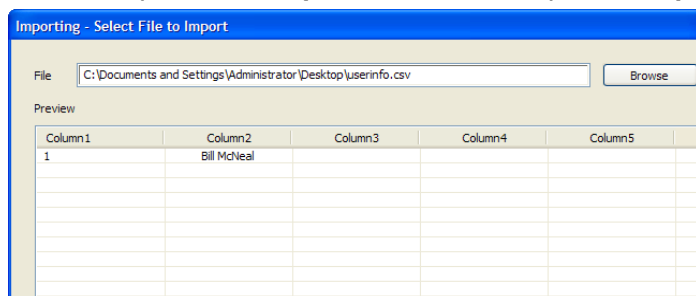 Importing - Select File to Import
File C:\Documents and Settings\Administrator\Desktop\userinfo.csv Browse
Preview
Column1 Column2 Column3 Column4 Column5
1 Bill McNeal